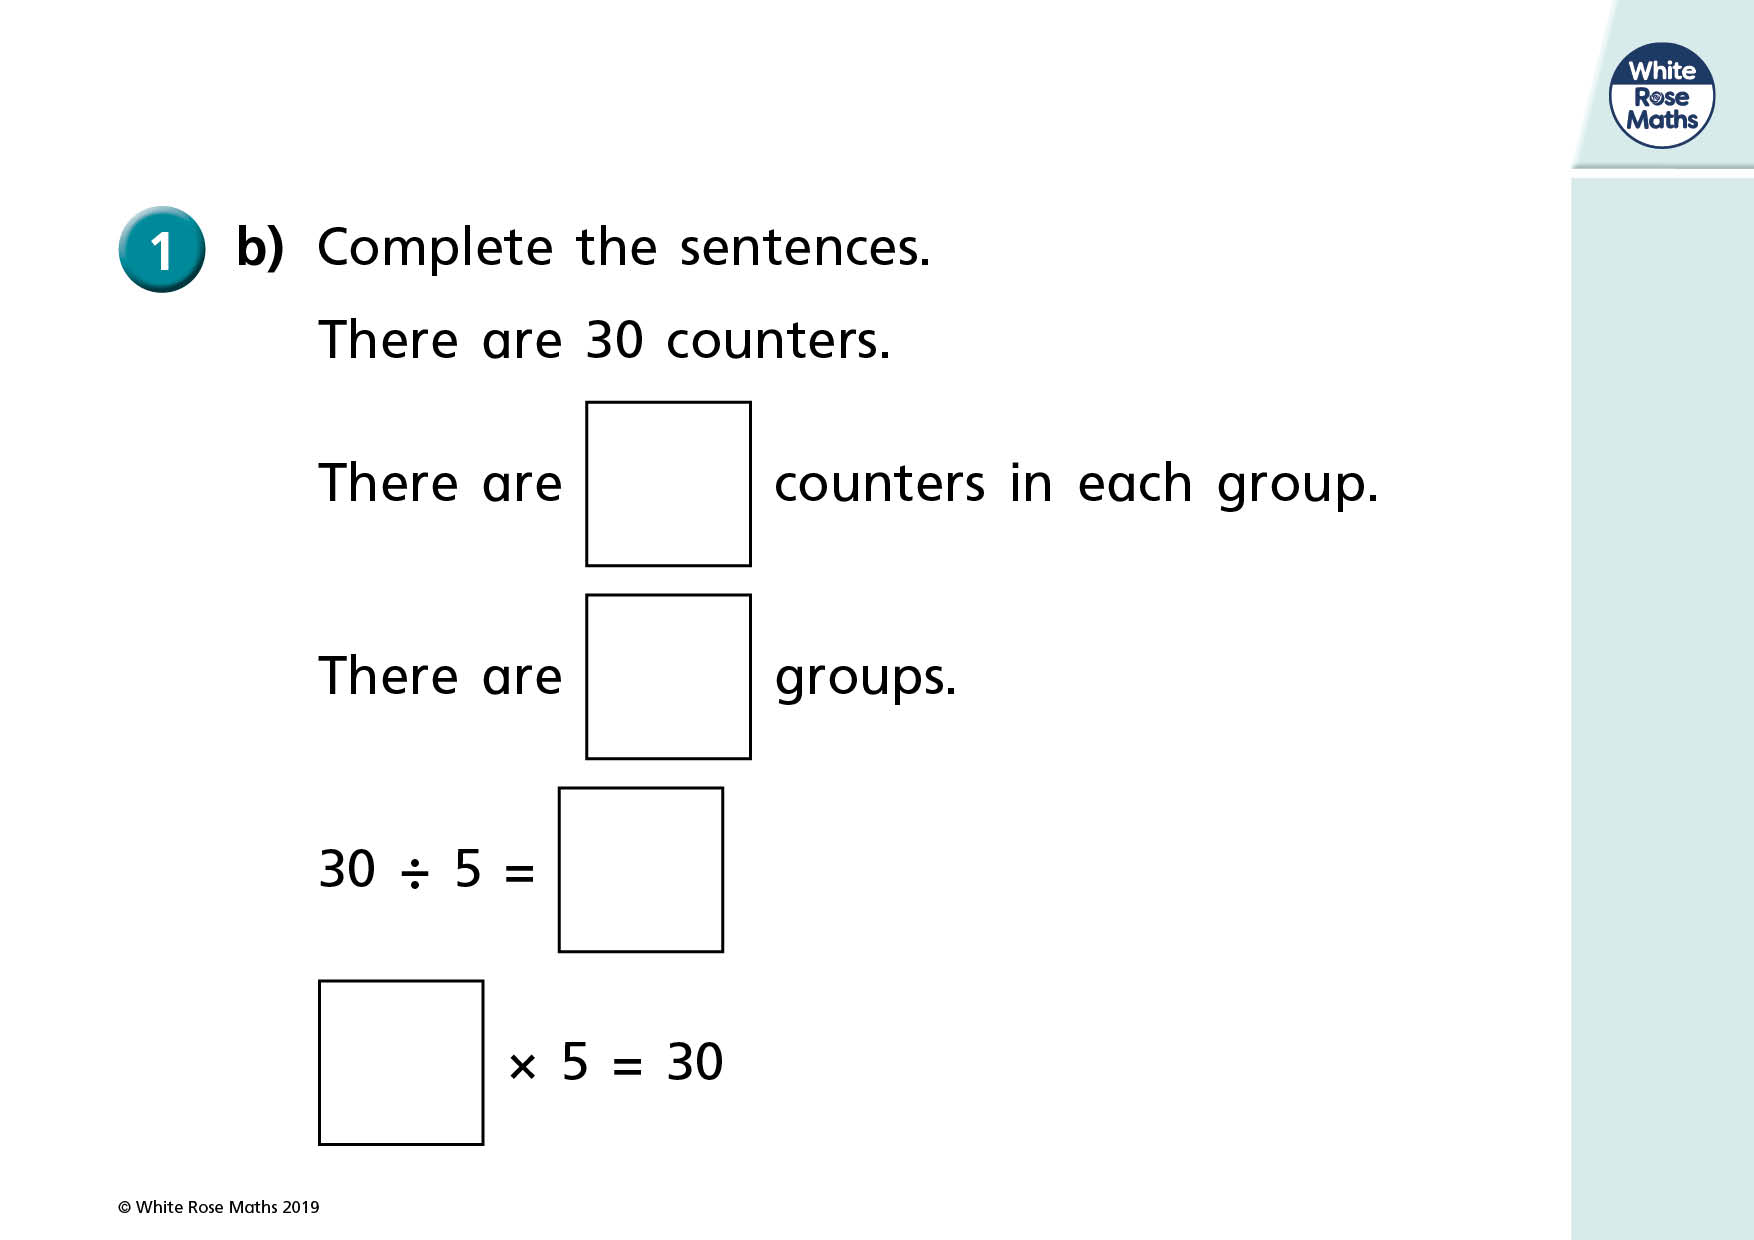 White
Rose
Maths
1 b) Complete the sentences.
There are 30 counters.
There are counters in each group.
There are groups.
30 ÷ 5 =
× 5 = 30
© White Rose Maths 2019